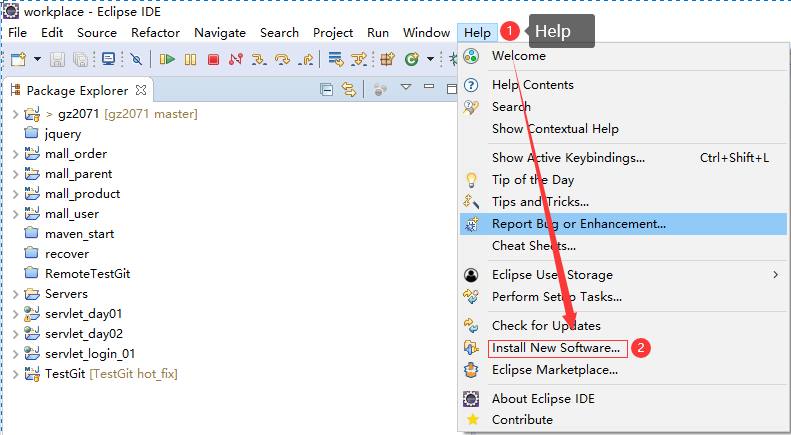 workplace - Eclipse IDE
File Edit Source Refactor Navigate Search Project Run Window Help 1 Help
Package Explorer
> gz2071 [gz2071 master]
jquery
mall_order
mall_parent
mall_product
mall_user
maven_start
recover
RemoteTestGit
Servers
servlet_day01
servlet_day02
servlet_login_01
TestGit [TestGit hot_fix]
Welcome
Help Contents
Search
Show Contextual Help
Show Active Keybindings... Ctrl+Shift+L
Tip of the Day
Tips and Tricks...
Report Bug or Enhancement...
Cheat Sheets...
Eclipse User Storage
Perform Setup Tasks...
Check for Updates
Install New Software... 2
Eclipse Marketplace...
About Eclipse IDE
Contribute